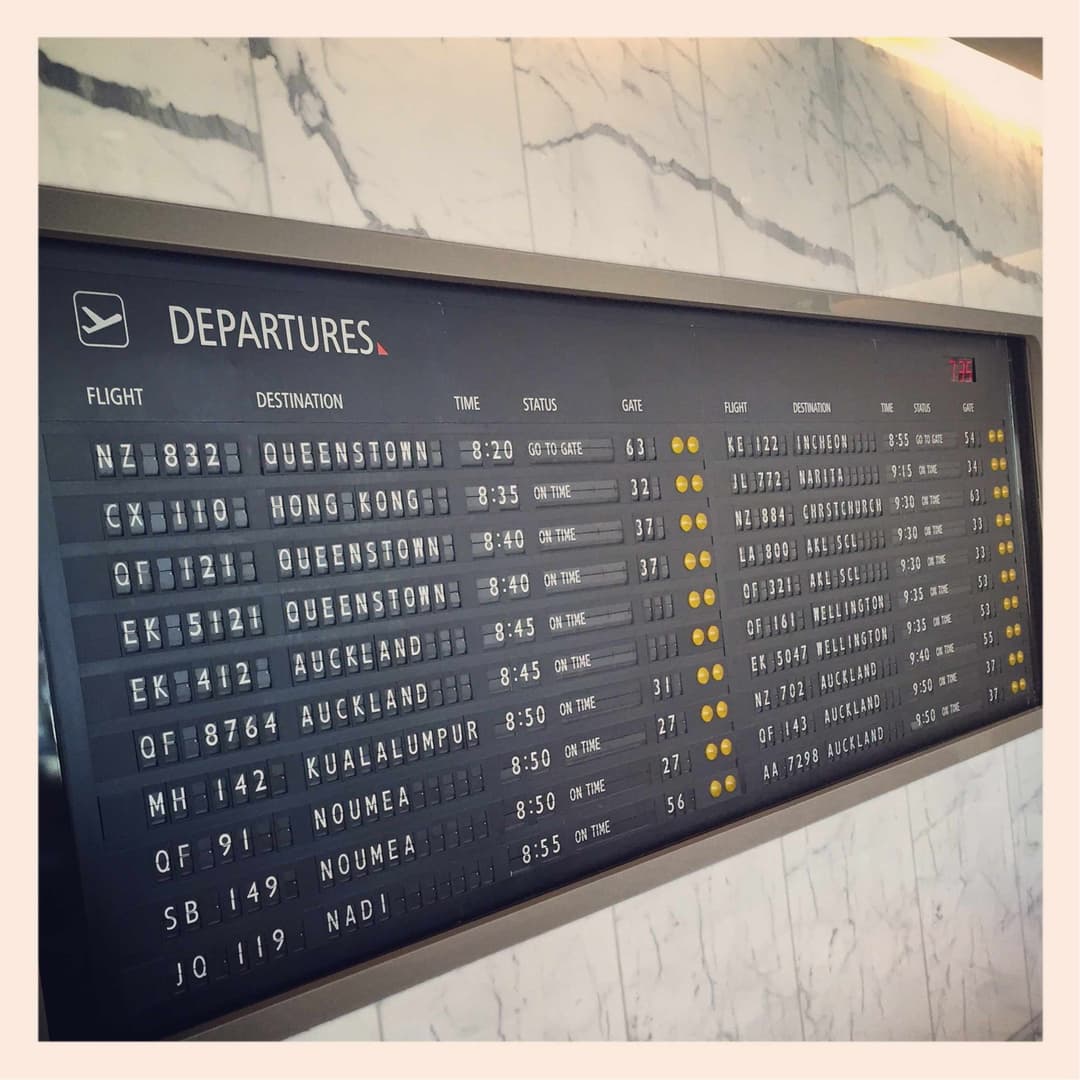 DEPARTURES
FLIGHT DESTINATION TIME STATUS GATE
NZ 832 QUEENSTOWN 8:20 GO TO GATE 63
CX 110 HONG KONG 8:35 ON TIME 32
QF 121 QUEENSTOWN 8:40 ON TIME 37
EK 5121 QUEENSTOWN 8:40 ON TIME 37
EK 412 AUCKLAND 8:45 ON TIME
QF 8764 AUCKLAND 8:45 ON TIME
MH 142 KUALALUMPUR 8:50 ON TIME 31
QF 91 NOUMEA 8:50 ON TIME 27
SB 149 NOUMEA 8:50 ON TIME 27
JQ 119 NADI 8:55 ON TIME 56
FLIGHT DESTINATION TIME STATUS GATE
KE 122 INCHEON 8:55 GO TO GATE 54
JL 772 NARITA 9:15 ON TIME 34
NZ 884 CHRSTCHURCH 9:30 ON TIME 63
LA 800 AKL SCL 9:30 ON TIME 33
QF 321 AKL SCL 9:30 ON TIME 33
QF 161 WELLINGTON 9:35 ON TIME 53
EK 5047 WELLINGTON 9:35 ON TIME 53
NZ 702 AUCKLAND 9:40 ON TIME 55
QF 143 AUCKLAND 9:50 ON TIME 37
AA 7298 AUCKLAND 9:50 ON TIME 37